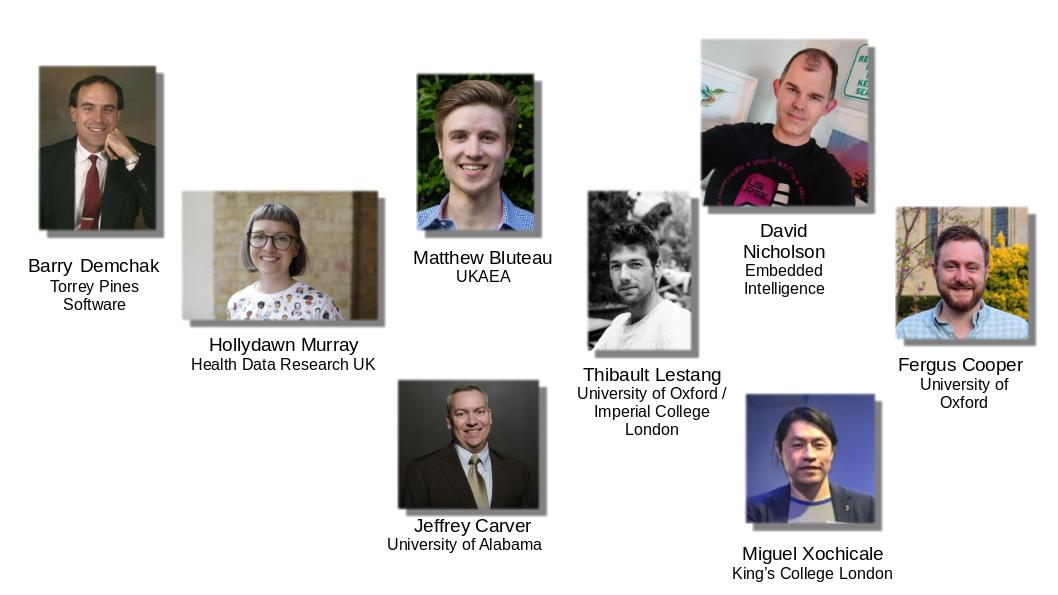 Barry Demchak
Torrey Pines
Software
Hollydawn Murray
Health Data Research UK
Matthew Bluteau
UKAEA
Jeffrey Carver
University of Alabama
Thibault Lestang
University of Oxford /
Imperial College
London
David
Nicholson
Embedded
Intelligence
US
RSE
Miguel Xochicale
King's College London
Fergus Cooper
University of
Oxford